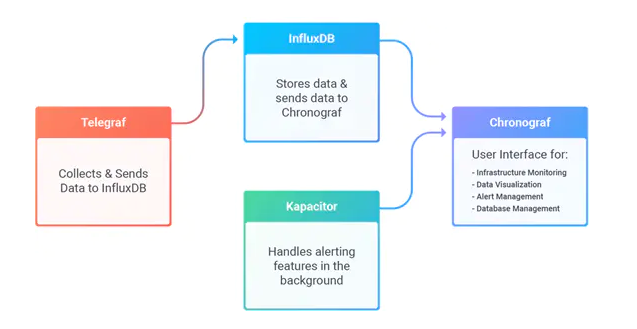 InfluxDB
Stores data &
sends data to
Chronograf
Telegraf
Collects & Sends
Data to InfluxDB
Chronograf
User Interface for:
- Infrastructure Monitoring
- Data Visualization
- Alert Management
- Database Management
Kapacitor
Handles alerting
features in the
background